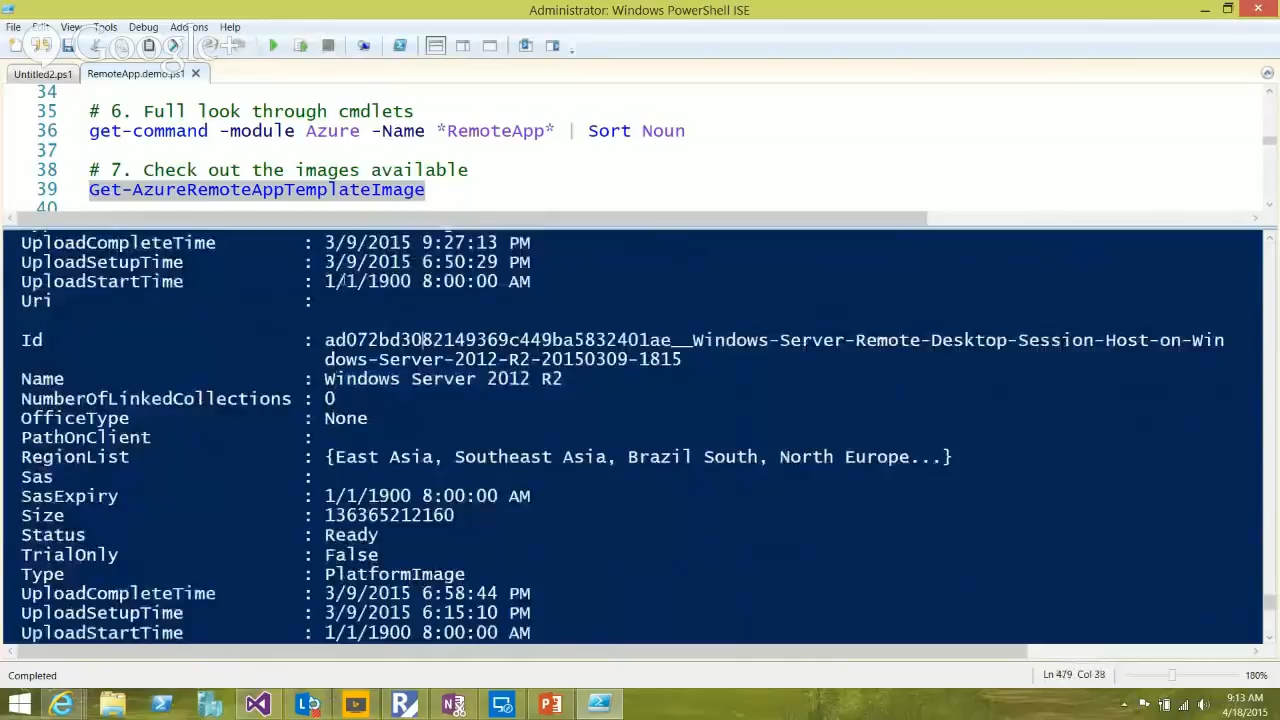 Administrator: Windows PowerShell ISE
File Edit View Tools Debug Add-ons Help
Google+
Untitled2.ps1 RemoteApp.demo.ps1
34
35 # 6. Full look through cmdlets
36 get-command -module Azure -Name *RemoteApp* | Sort Noun
37
38 # 7. Check out the images available
39 Get-AzureRemoteAppTemplateImage
40
UploadCompleteTime : 3/9/2015 9:27:13 PM
UploadSetupTime : 3/9/2015 6:50:29 PM
UploadStartTime : 1/1/1900 8:00:00 AM
Uri :
Id : ad072bd3082149369c449ba5832401ae__Windows-Server-Remote-Desktop-Session-Host-on-Win
dows-Server-2012-R2-20150309-1815
Name : Windows Server 2012 R2
NumberOfLinkedCollections : 0
OfficeType : None
PathOnClient :
RegionList : {East Asia, Southeast Asia, Brazil South, North Europe...}
Sas :
SasExpiry : 1/1/1900 8:00:00 AM
Size : 136365212160
Status : Ready
TrialOnly : False
Type : PlatformImage
UploadCompleteTime : 3/9/2015 6:58:44 PM
UploadSetupTime : 3/9/2015 6:15:10 PM
UploadStartTime : 1/1/1900 8:00:00 AM
Completed Ln 479 Col 38 180%
9:13 AM
4/18/2015